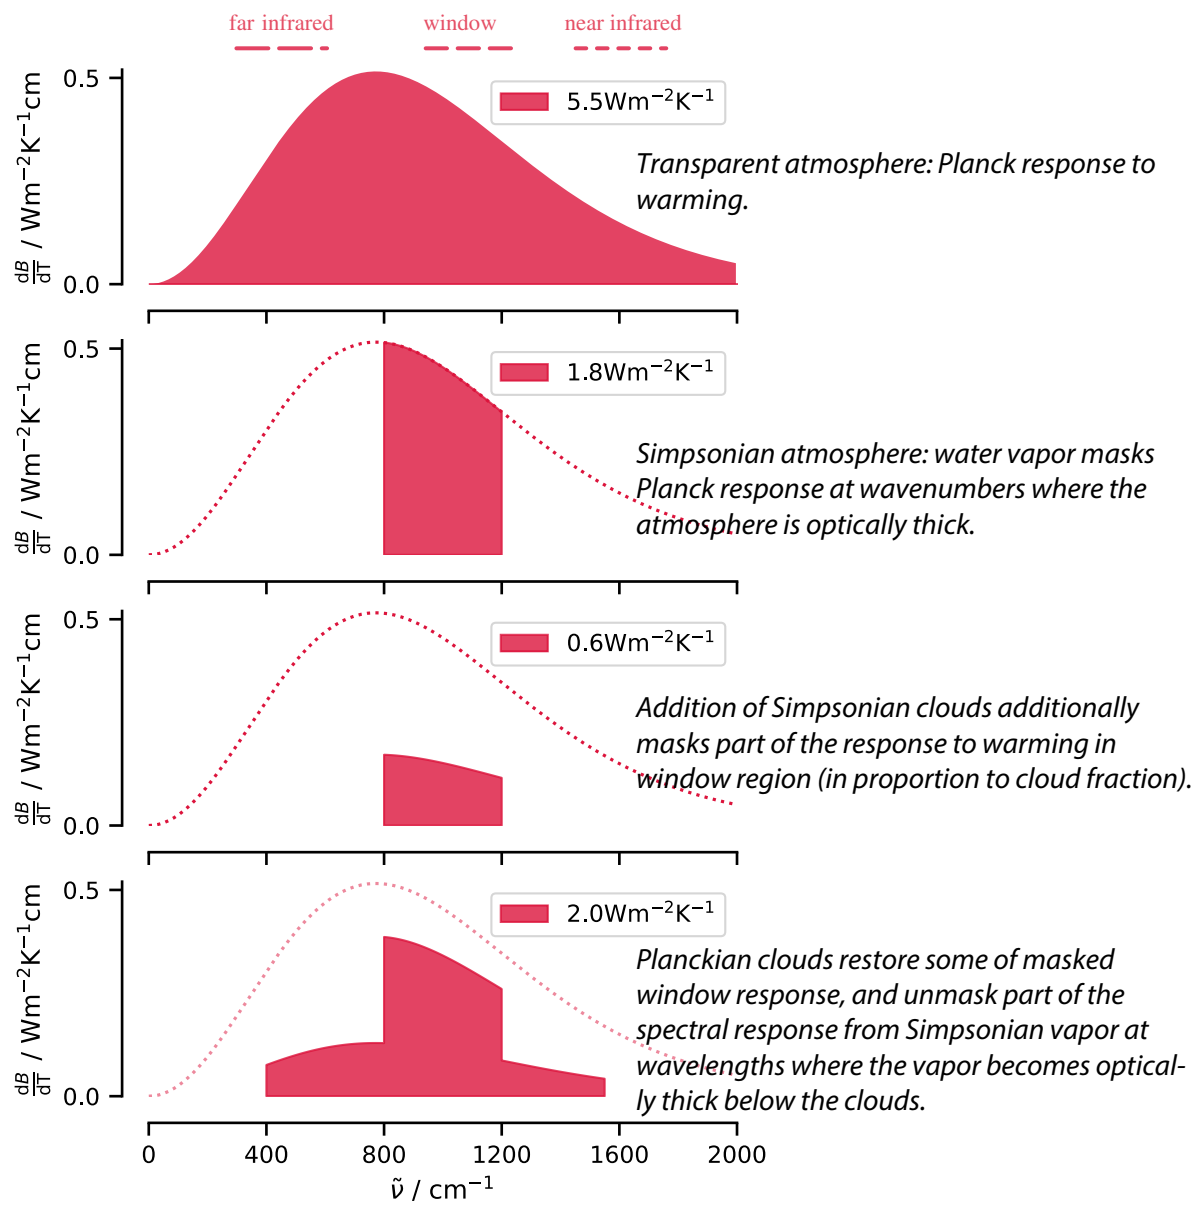 far infrared window near infrared
0.5
5.5Wm⁻²K⁻¹
Transparent atmosphere: Planck response to
warming.
dB/dT / Wm⁻²K⁻¹cm
0.0
0.5
1.8Wm⁻²K⁻¹
Simpsonian atmosphere: water vapor masks
Planck response at wavenumbers where the
atmosphere is optically thick.
dB/dT / Wm⁻²K⁻¹cm
0.0
0.5
0.6Wm⁻²K⁻¹
Addition of Simpsonian clouds additionally
masks part of the response to warming in
window region (in proportion to cloud fraction).
dB/dT / Wm⁻²K⁻¹cm
0.0
0.5
2.0Wm⁻²K⁻¹
Planckian clouds restore some of masked
window response, and unmask part of the
spectral response from Simpsonian vapor at
wavelengths where the vapor becomes optical-
ly thick below the clouds.
dB/dT / Wm⁻²K⁻¹cm
0.0
0 400 800 1200 1600 2000
ν̃ / cm⁻¹